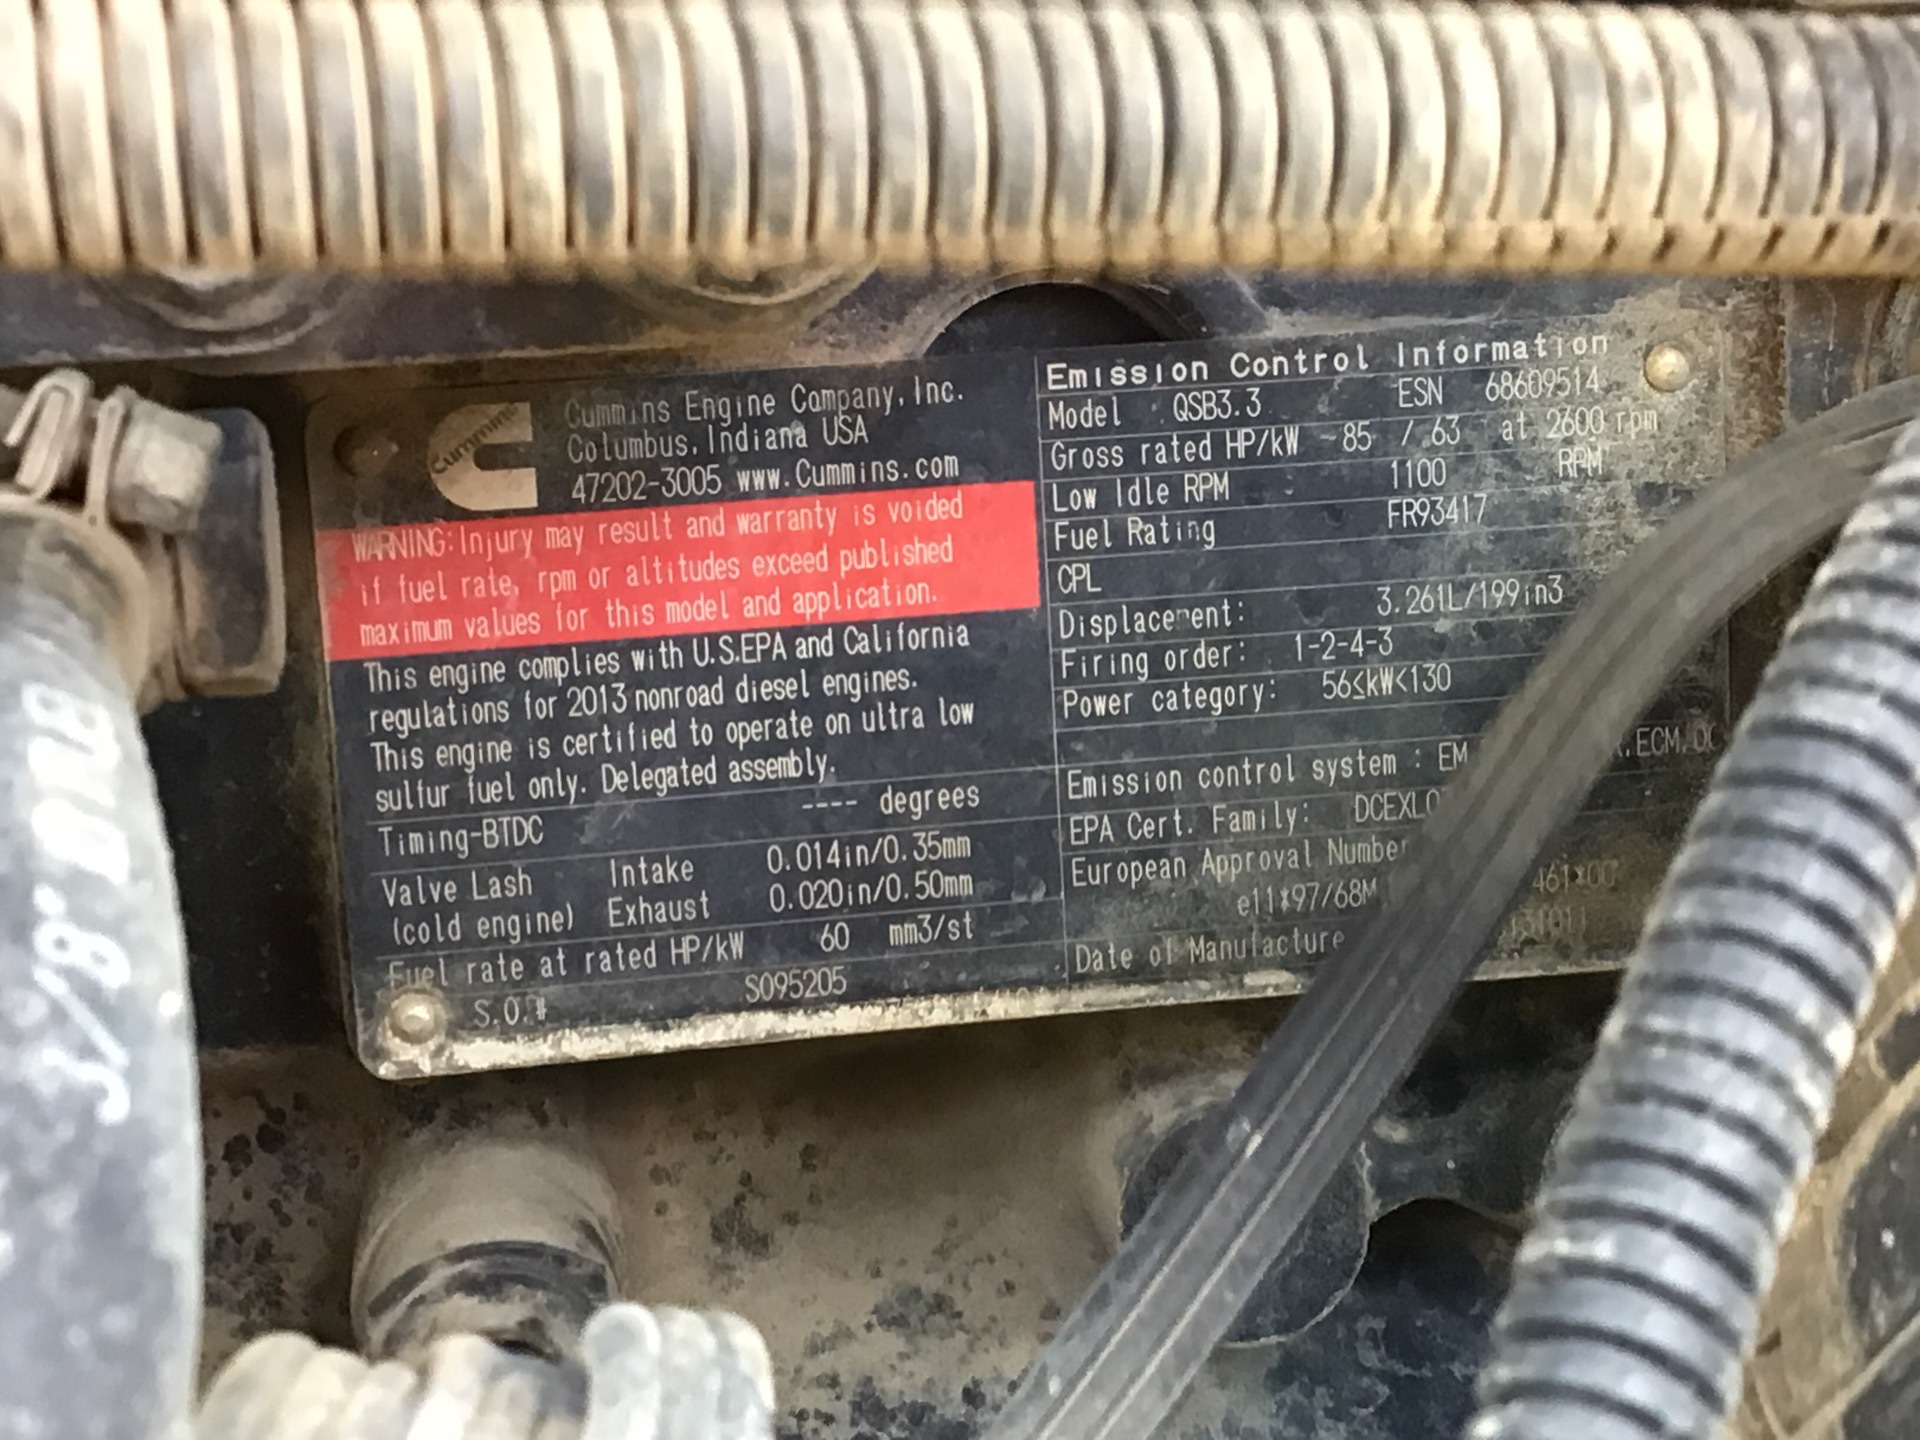 Cummins
Cummins Engine Company, Inc.
Columbus, Indiana USA
47202-3005 www.Cummins.com
WARNING: Injury may result and warranty is voided
if fuel rate, rpm or altitudes exceed published
maximum values for this model and application.
This engine complies with U.S.EPA and California
regulations for 2013 nonroad diesel engines.
This engine is certified to operate on ultra low
sulfur fuel only. Delegated assembly.
Timing-BTDC ---- degrees
Valve Lash Intake 0.014in/0.35mm
(cold engine) Exhaust 0.020in/0.50mm
Fuel rate at rated HP/kW 60 mm3/st
S.O.# S095205
Emission Control Information
Model QSB3.3 ESN 68609514
Gross rated HP/kW 85 / 63 at 2600 rpm
Low Idle RPM 1100 RPM
Fuel Rating FR93417
CPL
Displacement: 3.261L/199in3
Firing order: 1-2-4-3
Power category: 56≤kW<130
Emission control system : EM ECM, OC
EPA Cert. Family: DCEXL0
European Approval Number
e11*97/68M 461*00
Date of Manufacture
5/8